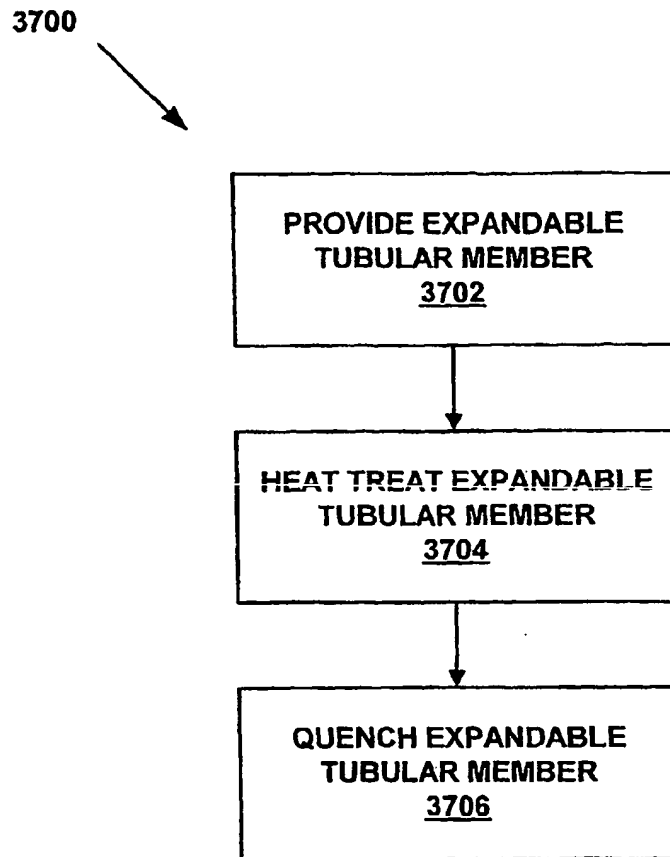 3700
PROVIDE EXPANDABLE
TUBULAR MEMBER
3702
HEAT TREAT EXPANDABLE
TUBULAR MEMBER
3704
QUENCH EXPANDABLE
TUBULAR MEMBER
3706